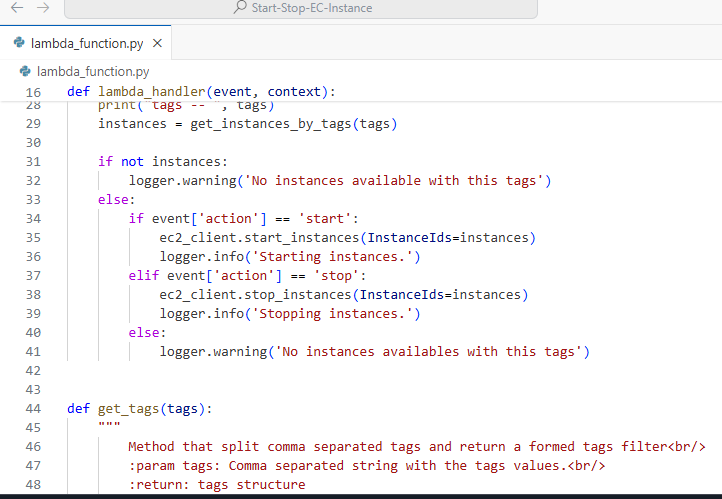 Start-Stop-EC-Instance
lambda_function.py
lambda_function.py
16 def lambda_handler(event, context):
28 print("tags -- ", tags)
29 instances = get_instances_by_tags(tags)
30
31 if not instances:
32 logger.warning('No instances available with this tags')
33 else:
34 if event['action'] == 'start':
35 ec2_client.start_instances(InstanceIds=instances)
36 logger.info('Starting instances.')
37 elif event['action'] == 'stop':
38 ec2_client.stop_instances(InstanceIds=instances)
39 logger.info('Stopping instances.')
40 else:
41 logger.warning('No instances availables with this tags')
42
43
44 def get_tags(tags):
45 """
46 Method that split comma separated tags and return a formed tags filter<br/>
47 :param tags: Comma separated string with the tags values.<br/>
48 :return: tags structure